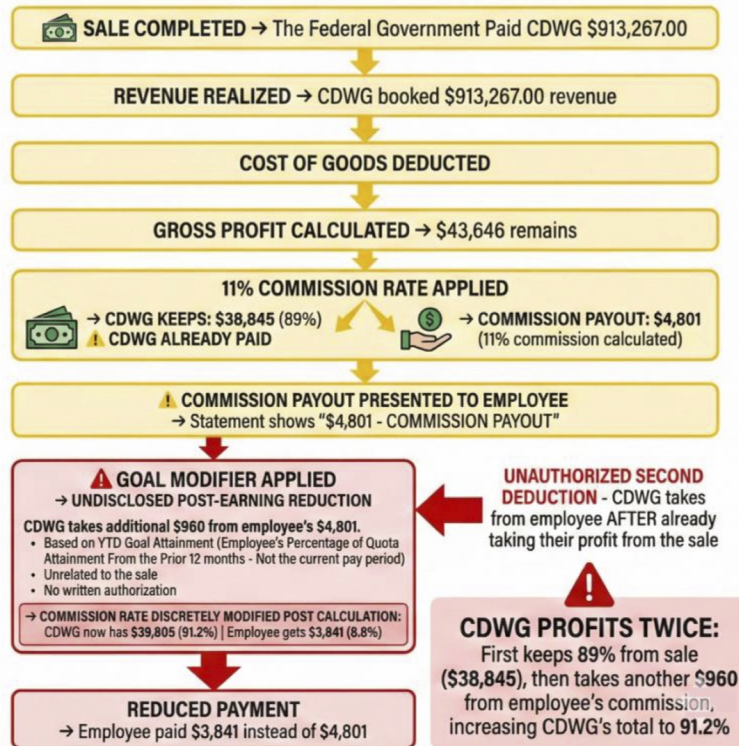 SALE COMPLETED → The Federal Government Paid CDWG $913,267.00
REVENUE REALIZED → CDWG booked $913,267.00 revenue
COST OF GOODS DEDUCTED
GROSS PROFIT CALCULATED → $43,646 remains
11% COMMISSION RATE APPLIED
→ CDWG KEEPS: $38,845 (89%)
CDWG ALREADY PAID
$
→ COMMISSION PAYOUT: $4,801
(11% commission calculated)
COMMISSION PAYOUT PRESENTED TO EMPLOYEE
→ Statement shows "$4,801 - COMMISSION PAYOUT"
GOAL MODIFIER APPLIED
→ UNDISCLOSED POST-EARNING REDUCTION
CDWG takes additional $960 from employee's $4,801.
• Based on YTD Goal Attainment (Employee's Percentage of Quota
Attainment From the Prior 12 months - Not the current pay period)
• Unrelated to the sale
• No written authorization
→ COMMISSION RATE DISCRETELY MODIFIED POST CALCULATION:
CDWG now has $39,805 (91.2%) | Employee gets $3,841 (8.8%)
UNAUTHORIZED SECOND
DEDUCTION - CDWG takes
from employee AFTER already
taking their profit from the sale
CDWG PROFITS TWICE:
First keeps 89% from sale
($38,845), then takes another $960
from employee's commission,
increasing CDWG's total to 91.2%
REDUCED PAYMENT
→ Employee paid $3,841 instead of $4,801